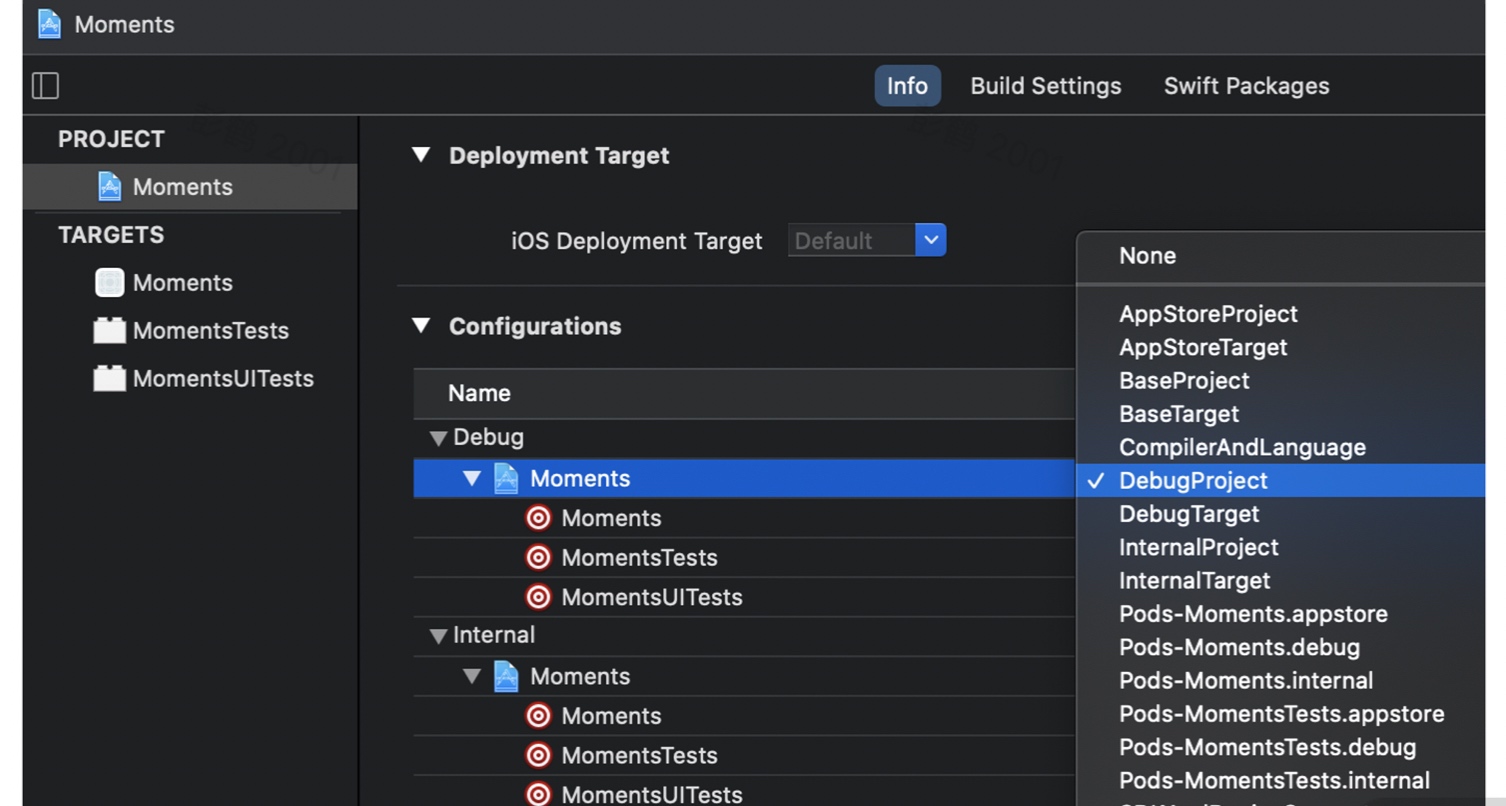 Moments
Info Build Settings Swift Packages
PROJECT
Moments
TARGETS
Moments
MomentsTests
MomentsUITests
Deployment Target
iOS Deployment Target Default
Configurations
Name
Debug
Moments
Moments
MomentsTests
MomentsUITests
Internal
Moments
Moments
MomentsTests
MomentsUITests
None
AppStoreProject
AppStoreTarget
BaseProject
BaseTarget
CompilerAndLanguage
✓ DebugProject
DebugTarget
InternalProject
InternalTarget
Pods-Moments.appstore
Pods-Moments.debug
Pods-Moments.internal
Pods-MomentsTests.appstore
Pods-MomentsTests.debug
Pods-MomentsTests.internal
2001
2001